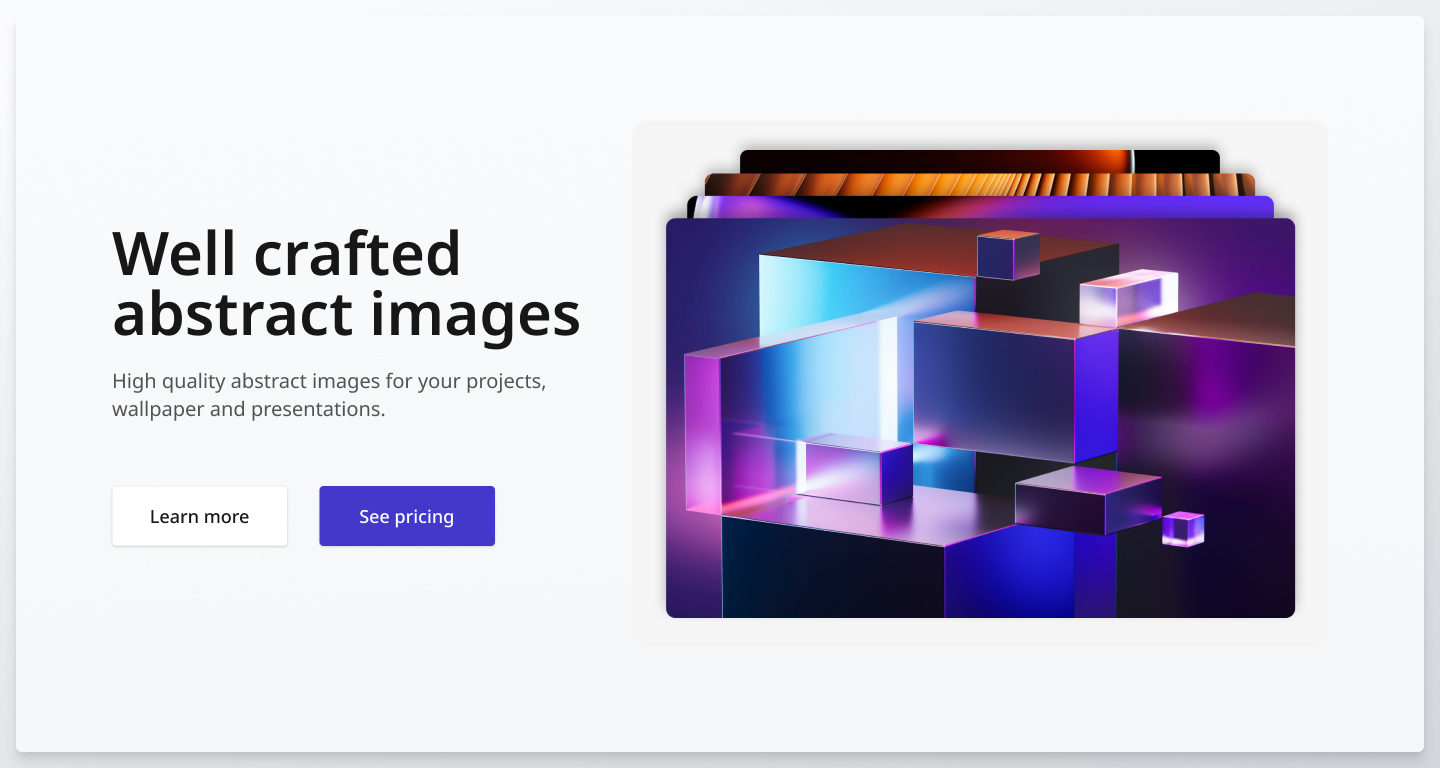 Well crafted
abstract images
High quality abstract images for your projects,
wallpaper and presentations.
Learn more
See pricing